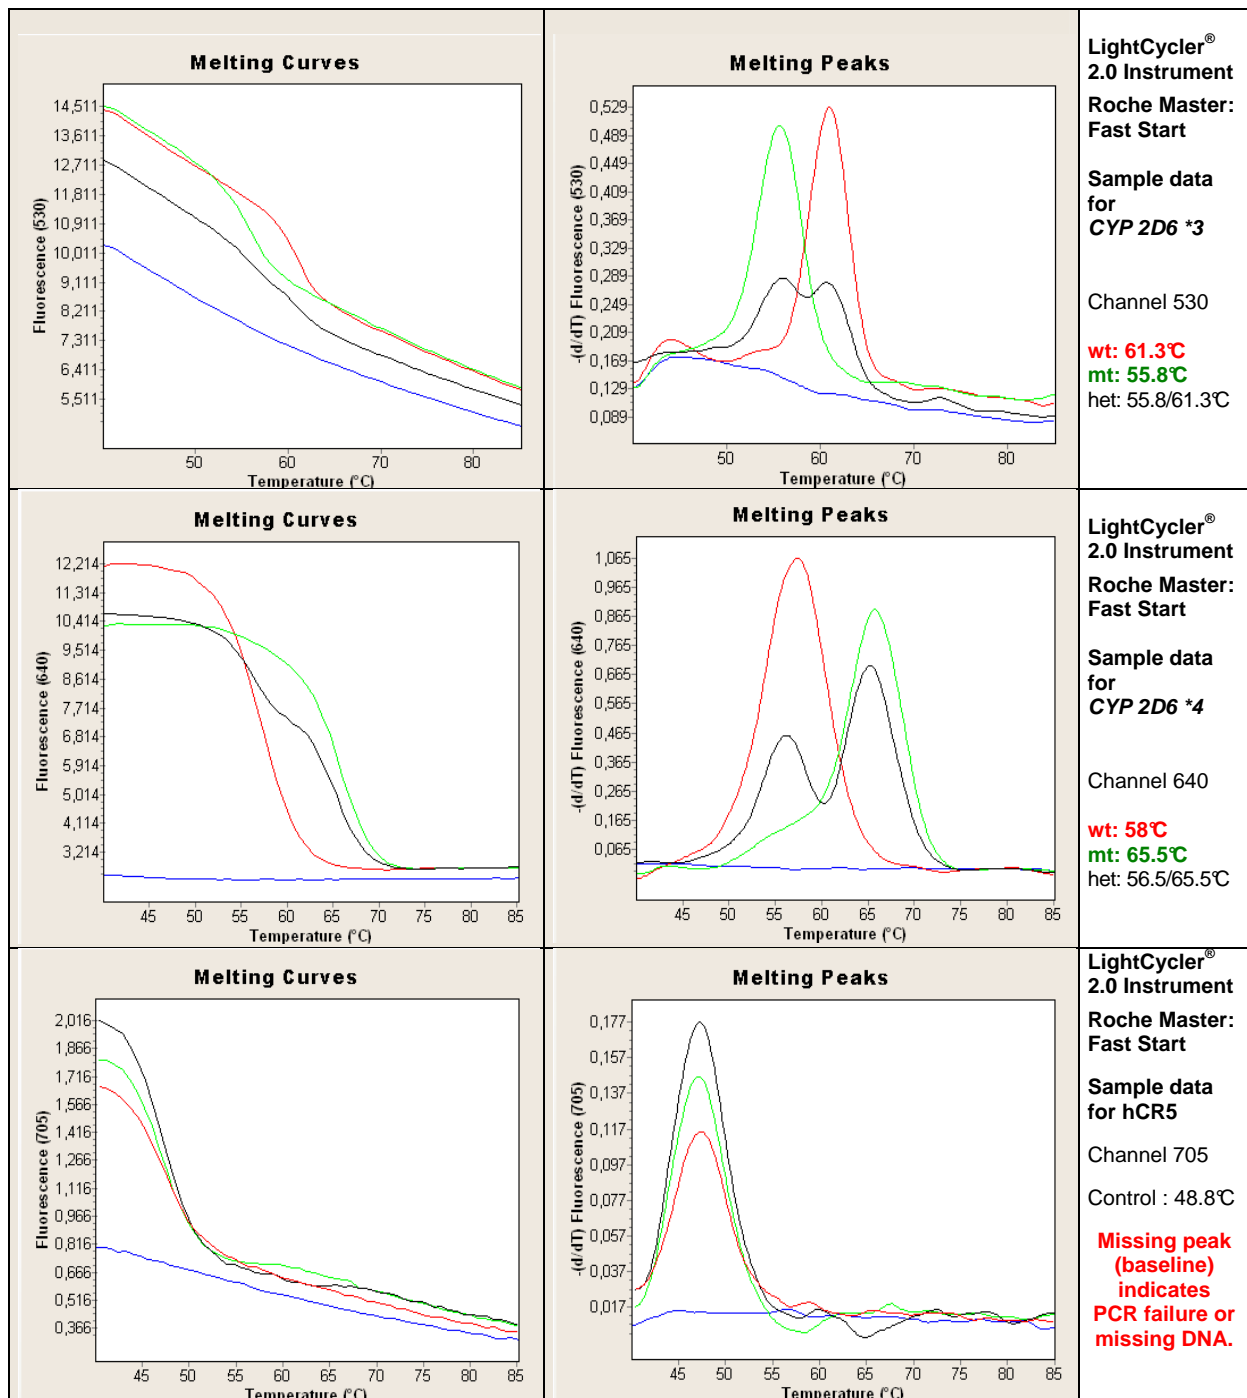 Melting Curves
14,511
13,611
12,711
11,811
10,911
10,011
9,111
8,211
7,311
6,411
5,511
Fluorescence (530)
50
60
70
80
Temperature (°C)
Melting Peaks
0,529
0,489
0,449
0,409
0,369
0,329
0,289
0,249
0,209
0,169
0,129
0,089
-(d/dT) Fluorescence (530)
50
60
70
80
Temperature (°C)
LightCycler®
2.0 Instrument
Roche Master:
Fast Start
Sample data
for
CYP 2D6 *3
Channel 530
wt: 61.3°C
mt: 55.8°C
het: 55.8/61.3°C
Melting Curves
12,214
11,314
10,414
9,514
8,614
7,714
6,814
5,914
5,014
4,114
3,214
Fluorescence (640)
45
50
55
60
65
70
75
80
85
Temperature (°C)
Melting Peaks
1,065
0,965
0,865
0,765
0,665
0,565
0,465
0,365
0,265
0,165
0,065
-(d/dT) Fluorescence (640)
45
50
55
60
65
70
75
80
85
Temperature (°C)
LightCycler®
2.0 Instrument
Roche Master:
Fast Start
Sample data
for
CYP 2D6 *4
Channel 640
wt: 58°C
mt: 65.5°C
het: 56.5/65.5°C
Melting Curves
2,016
1,866
1,716
1,566
1,416
1,266
1,116
0,966
0,816
0,666
0,516
0,366
Fluorescence (705)
45
50
55
60
65
70
75
80
85
Temperature (°C)
Melting Peaks
0,177
0,157
0,137
0,117
0,097
0,077
0,057
0,037
0,017
-(d/dT) Fluorescence (705)
45
50
55
60
65
70
75
80
85
Temperature (°C)
LightCycler®
2.0 Instrument
Roche Master:
Fast Start
Sample data
for hCR5
Channel 705
Control : 48.8°C
Missing peak
(baseline)
indicates
PCR failure or
missing DNA.